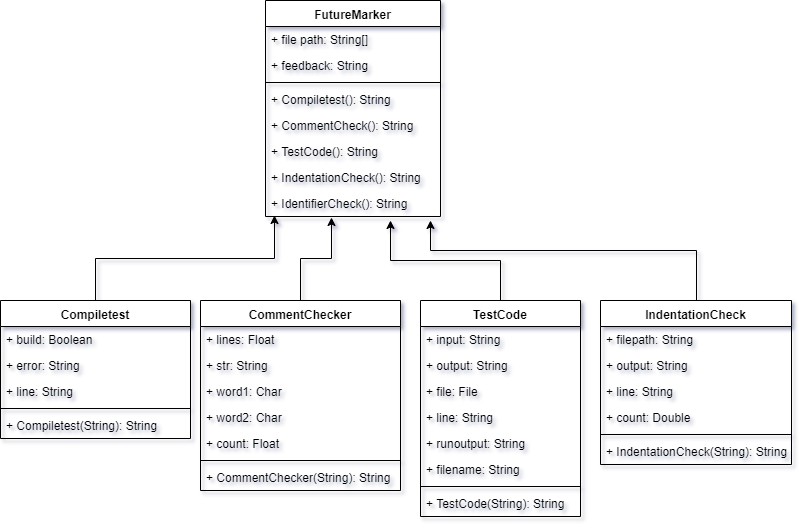 FutureMarker
+ file path: String[]
+ feedback: String
+ Compiletest(): String
+ CommentCheck(): String
+ TestCode(): String
+ IndentationCheck(): String
+ IdentifierCheck(): String
Compiletest
+ build: Boolean
+ error: String
+ line: String
+ Compiletest(String): String
CommentChecker
+ lines: Float
+ str: String
+ word1: Char
+ word2: Char
+ count: Float
+ CommentChecker(String): String
TestCode
+ input: String
+ output: String
+ file: File
+ line: String
+ runoutput: String
+ filename: String
+ TestCode(String): String
IndentationCheck
+ filepath: String
+ output: String
+ line: String
+ count: Double
+ IndentationCheck(String): String